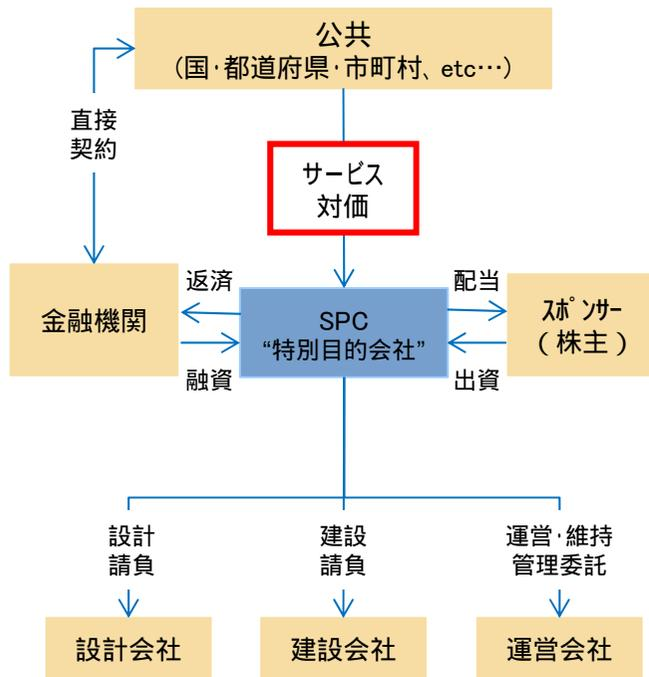 公共
（国・都道府県・市町村、etc…）
直接
契約
サービス
対価
金融機関
返済
融資
SPC
“特別目的会社”
配当
出資
ｽﾎﾟﾝｻｰ
（株主）
設計
請負
建設
請負
運営・維持
管理委託
設計会社
建設会社
運営会社